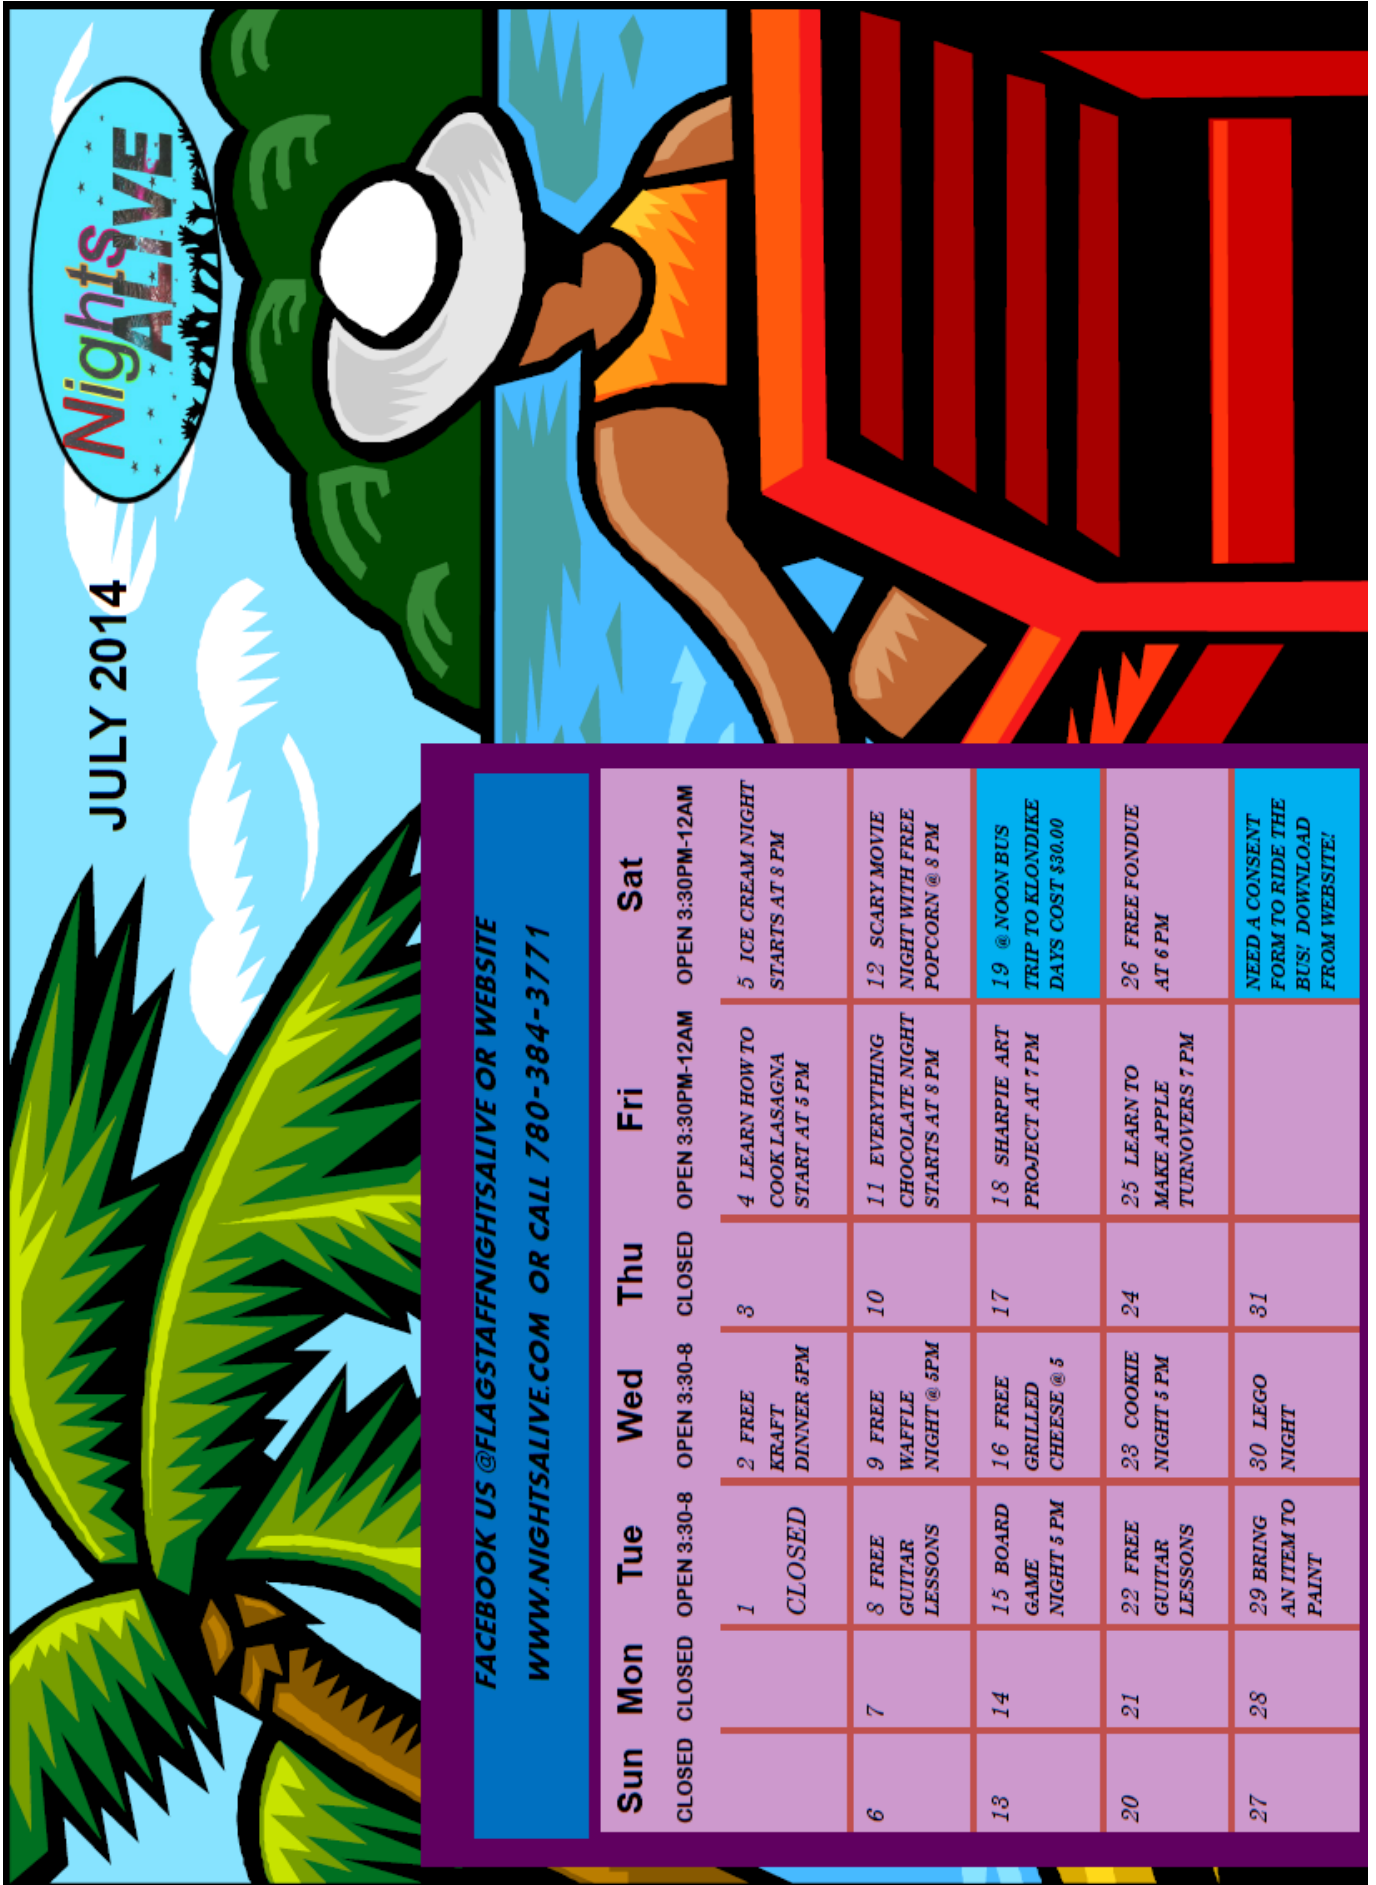 Nights
ALIVE
JULY 2014
FACEBOOK US @FLAGSTAFFNIGHTSALIVE OR WEBSITE
WWW.NIGHTSALIVE.COM OR CALL 780-384-3771
Sun Mon Tue Wed Thu Fri Sat
CLOSED CLOSED OPEN 3:30-8 OPEN 3:30-8 CLOSED OPEN 3:30PM-12AM OPEN 3:30PM-12AM
1
CLOSED
2 FREE
KRAFT
DINNER 5PM
3
4 LEARN HOW TO
COOK LASAGNA
START AT 5 PM
5 ICE CREAM NIGHT
STARTS AT 8 PM
6
7
8 FREE
GUITAR
LESSONS
9 FREE
WAFFLE
NIGHT @ 5PM
10
11 EVERYTHING
CHOCOLATE NIGHT
STARTS AT 8 PM
12 SCARY MOVIE
NIGHT WITH FREE
POPCORN @ 8 PM
13
14
15 BOARD
GAME
NIGHT 5 PM
16 FREE
GRILLED
CHEESE @ 5
17
18 SHARPIE ART
PROJECT AT 7 PM
19 @ NOON BUS
TRIP TO KLONDIKE
DAYS COST $30.00
20
21
22 FREE
GUITAR
LESSONS
23 COOKIE
NIGHT 5 PM
24
25 LEARN TO
MAKE APPLE
TURNOVERS 7 PM
26 FREE FONDUE
AT 6 PM
27
28
29 BRING
AN ITEM TO
PAINT
30 LEGO
NIGHT
31
NEED A CONSENT
FORM TO RIDE THE
BUS! DOWNLOAD
FROM WEBSITE!